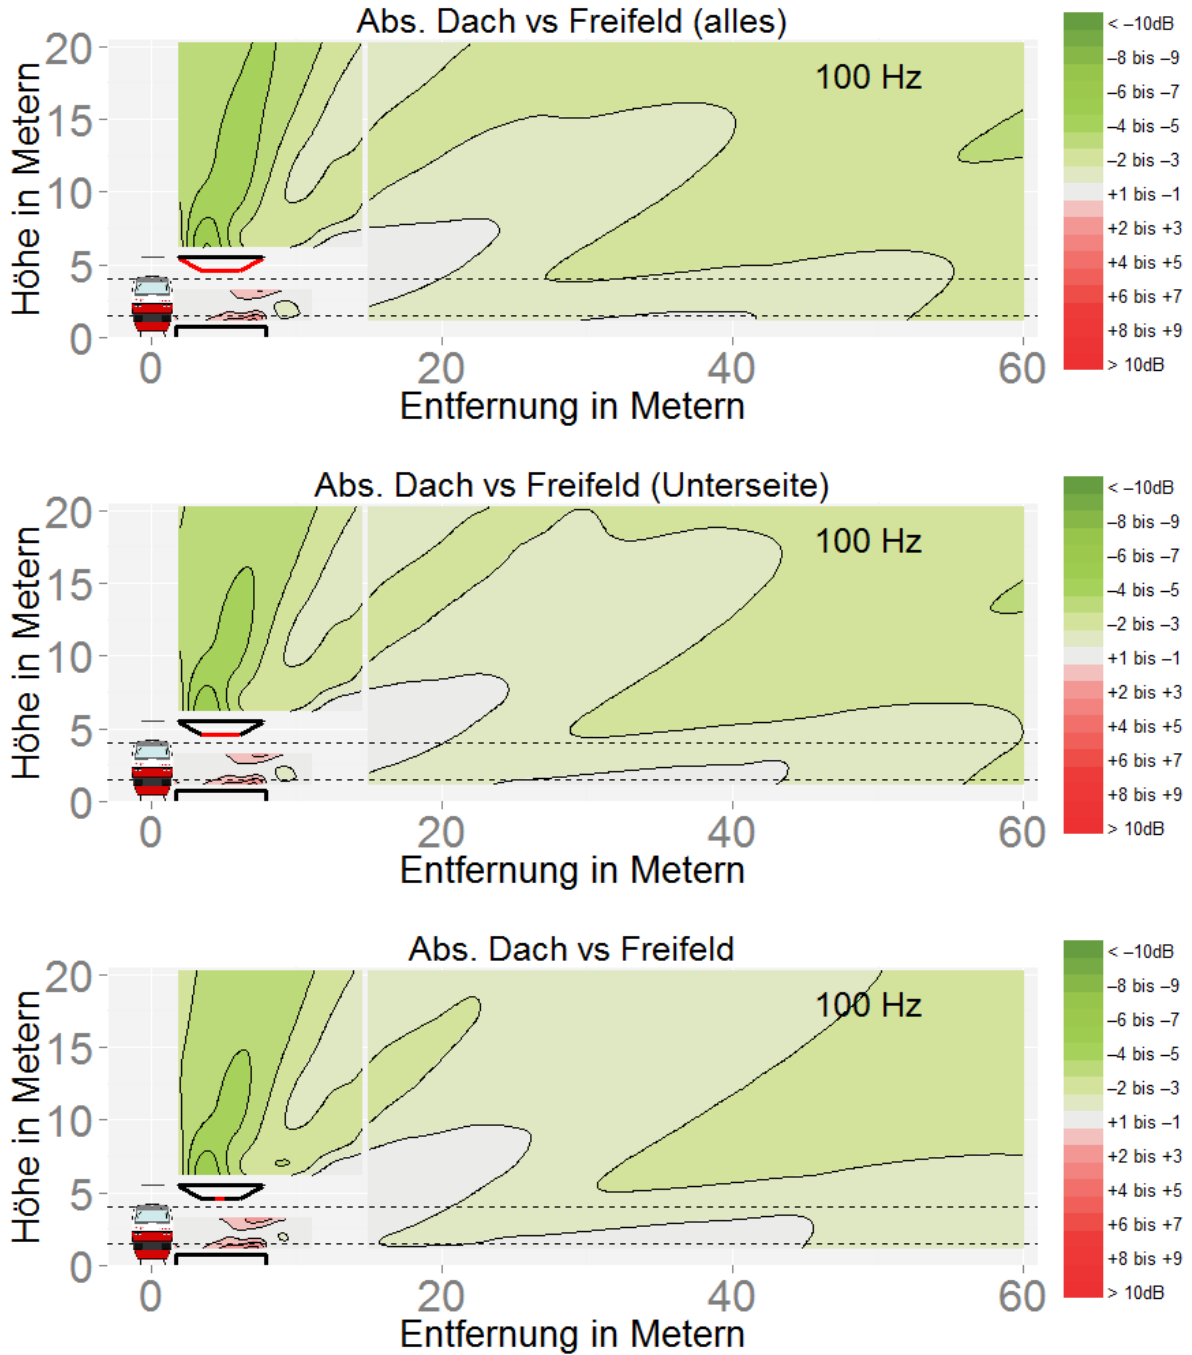 Abs. Dach vs Freifeld (alles)
100 Hz
Höhe in Metern
20
15
10
5
0
0 20 40 60
Entfernung in Metern
< –10dB
–8 bis –9
–6 bis –7
–4 bis –5
–2 bis –3
+1 bis –1
+2 bis +3
+4 bis +5
+6 bis +7
+8 bis +9
> 10dB
Abs. Dach vs Freifeld (Unterseite)
100 Hz
Höhe in Metern
20
15
10
5
0
0 20 40 60
Entfernung in Metern
< –10dB
–8 bis –9
–6 bis –7
–4 bis –5
–2 bis –3
+1 bis –1
+2 bis +3
+4 bis +5
+6 bis +7
+8 bis +9
> 10dB
Abs. Dach vs Freifeld
100 Hz
Höhe in Metern
20
15
10
5
0
0 20 40 60
Entfernung in Metern
< –10dB
–8 bis –9
–6 bis –7
–4 bis –5
–2 bis –3
+1 bis –1
+2 bis +3
+4 bis +5
+6 bis +7
+8 bis +9
> 10dB